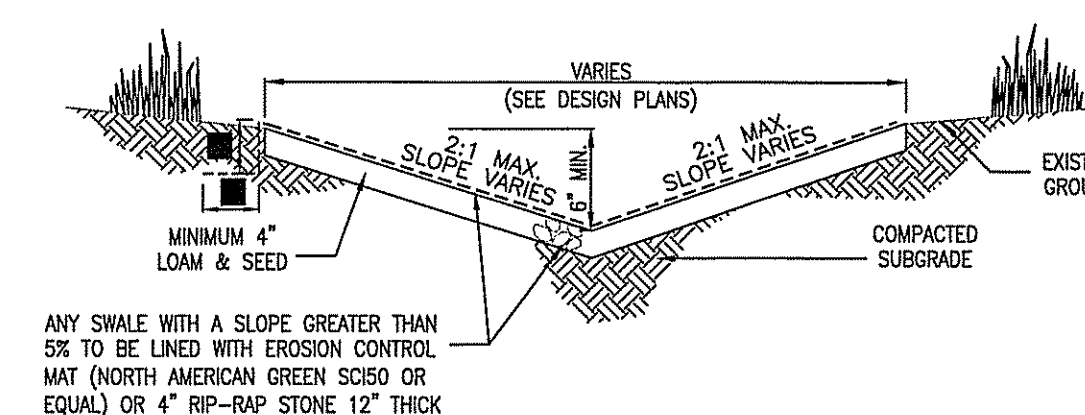 VARIES
(SEE DESIGN PLANS)
2:1 MAX.
SLOPE VARIES
6" MIN.
2:1 MAX.
SLOPE VARIES
MINIMUM 4"
LOAM & SEED
COMPACTED
SUBGRADE
ANY SWALE WITH A SLOPE GREATER THAN
5% TO BE LINED WITH EROSION CONTROL
MAT (NORTH AMERICAN GREEN SC150 OR
EQUAL) OR 4" RIP-RAP STONE 12" THICK